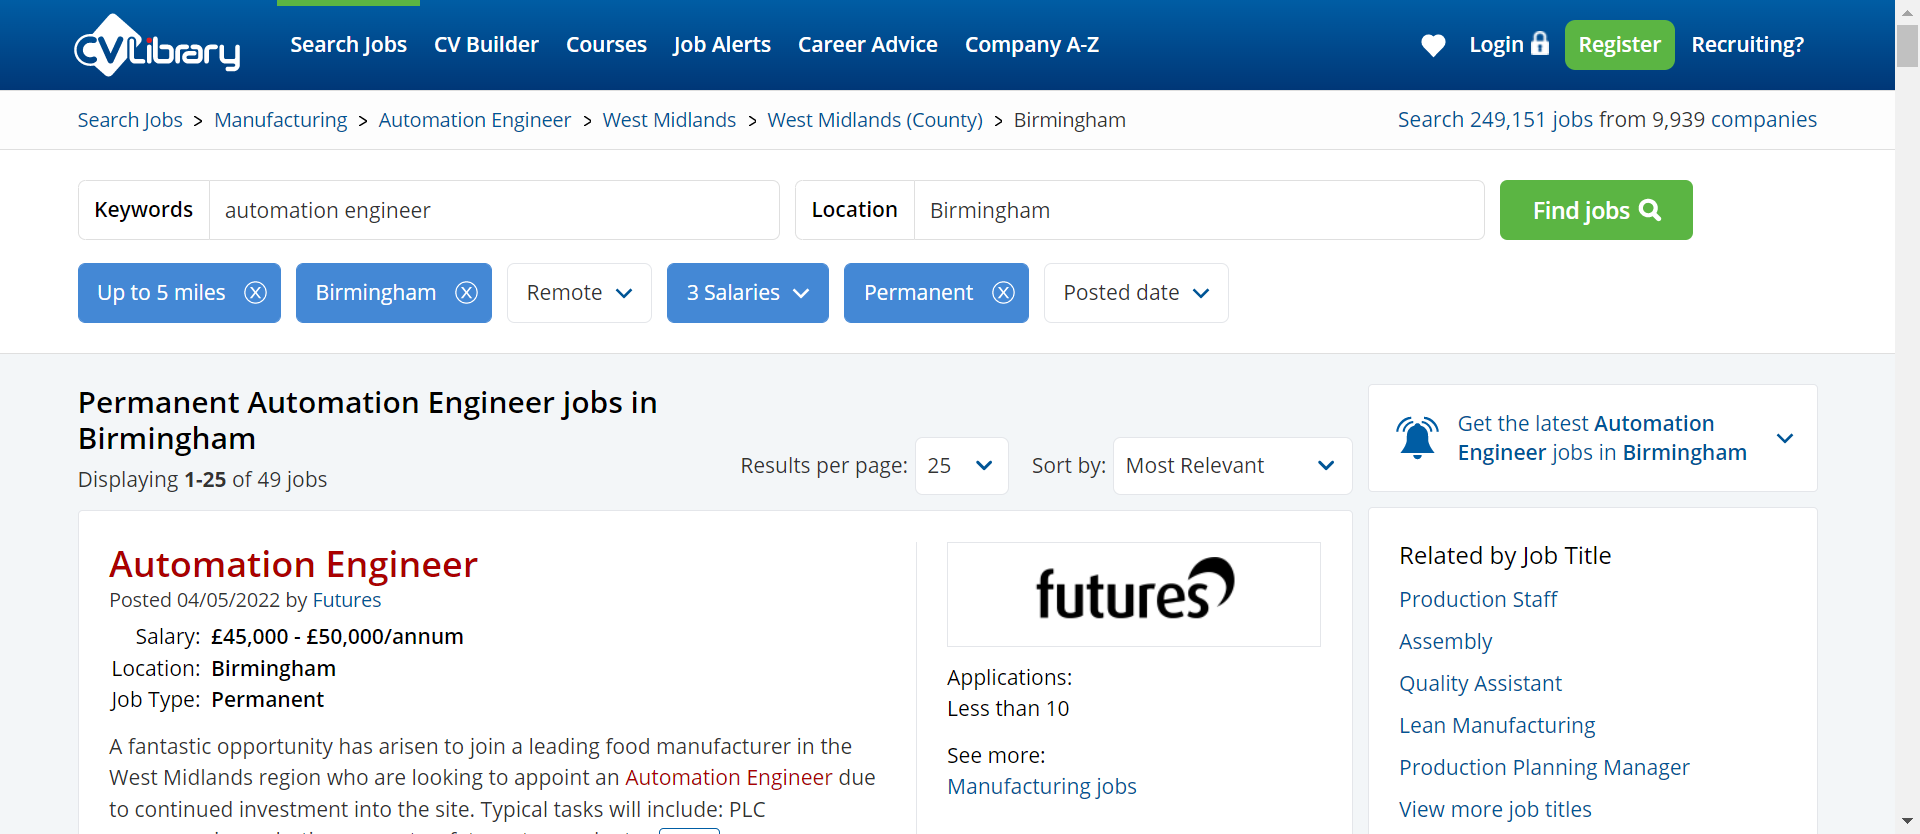 CVLibrary
Search Jobs CV Builder Courses Job Alerts Career Advice Company A-Z Login Register Recruiting?
Search Jobs > Manufacturing > Automation Engineer > West Midlands > West Midlands (County) > Birmingham Search 249,151 jobs from 9,939 companies
Keywords automation engineer Location Birmingham Find jobs
Up to 5 miles Birmingham Remote 3 Salaries Permanent Posted date
Permanent Automation Engineer jobs in
Birmingham
Displaying 1-25 of 49 jobs
Results per page: 25 Sort by: Most Relevant
Get the latest Automation
Engineer jobs in Birmingham
Automation Engineer
Posted 04/05/2022 by Futures
Salary: £45,000 - £50,000/annum
Location: Birmingham
Job Type: Permanent
A fantastic opportunity has arisen to join a leading food manufacturer in the
West Midlands region who are looking to appoint an Automation Engineer due
to continued investment into the site. Typical tasks will include: PLC
futures
Applications:
Less than 10
See more:
Manufacturing jobs
Related by Job Title
Production Staff
Assembly
Quality Assistant
Lean Manufacturing
Production Planning Manager
View more job titles